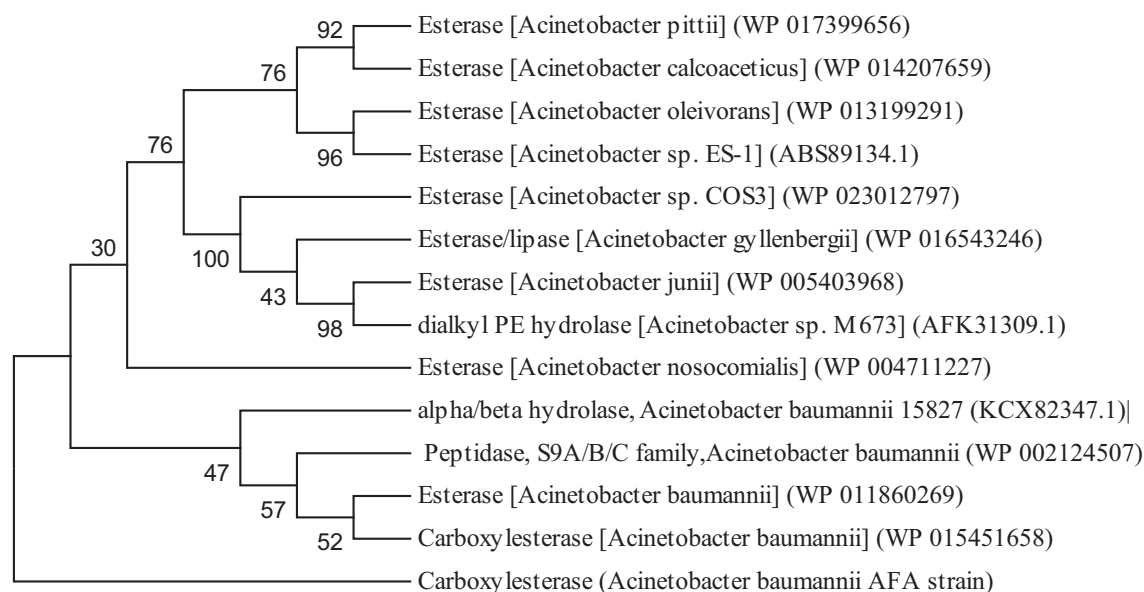 92
Esterase [Acinetobacter pittii] (WP 017399656)
76
Esterase [Acinetobacter calcoaceticus] (WP 014207659)
Esterase [Acinetobacter oleivorans] (WP 013199291)
76
96
Esterase [Acinetobacter sp. ES-1] (ABS89134.1)
Esterase [Acinetobacter sp. COS3] (WP 023012797)
30
100
Esterase/lipase [Acinetobacter gyllenbergii] (WP 016543246)
43
Esterase [Acinetobacter junii] (WP 005403968)
98
dialkyl PE hydrolase [Acinetobacter sp. M673] (AFK31309.1)
Esterase [Acinetobacter nosocomialis] (WP 004711227)
alpha/beta hydrolase, Acinetobacter baumannii 15827 (KCX82347.1)|
47
Peptidase, S9A/B/C family,Acinetobacter baumannii (WP 002124507)
57
Esterase [Acinetobacter baumannii] (WP 011860269)
52
Carboxylesterase [Acinetobacter baumannii] (WP 015451658)
Carboxylesterase (Acinetobacter baumannii AFA strain)